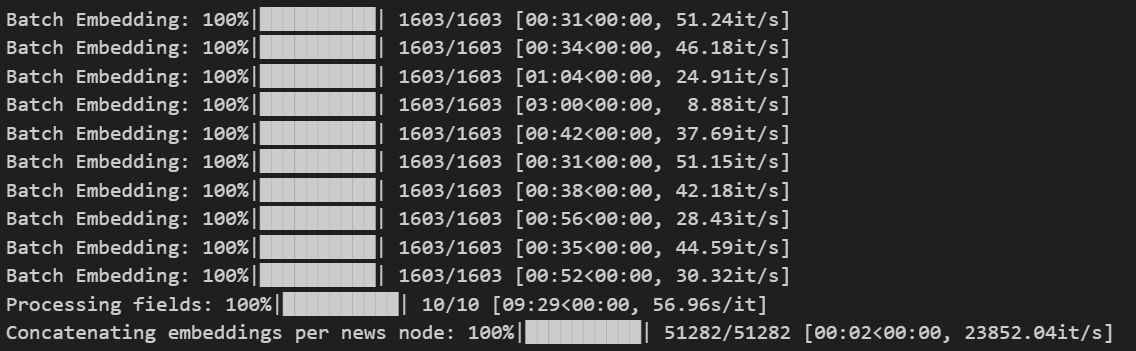 Batch Embedding: 100%|██████████| 1603/1603 [00:31<00:00, 51.24it/s]
Batch Embedding: 100%|██████████| 1603/1603 [00:34<00:00, 46.18it/s]
Batch Embedding: 100%|██████████| 1603/1603 [01:04<00:00, 24.91it/s]
Batch Embedding: 100%|██████████| 1603/1603 [03:00<00:00,  8.88it/s]
Batch Embedding: 100%|██████████| 1603/1603 [00:42<00:00, 37.69it/s]
Batch Embedding: 100%|██████████| 1603/1603 [00:31<00:00, 51.15it/s]
Batch Embedding: 100%|██████████| 1603/1603 [00:38<00:00, 42.18it/s]
Batch Embedding: 100%|██████████| 1603/1603 [00:56<00:00, 28.43it/s]
Batch Embedding: 100%|██████████| 1603/1603 [00:35<00:00, 44.59it/s]
Batch Embedding: 100%|██████████| 1603/1603 [00:52<00:00, 30.32it/s]
Processing fields: 100%|██████████| 10/10 [09:29<00:00, 56.96s/it]
Concatenating embeddings per news node: 100%|██████████| 51282/51282 [00:02<00:00, 23852.04it/s]